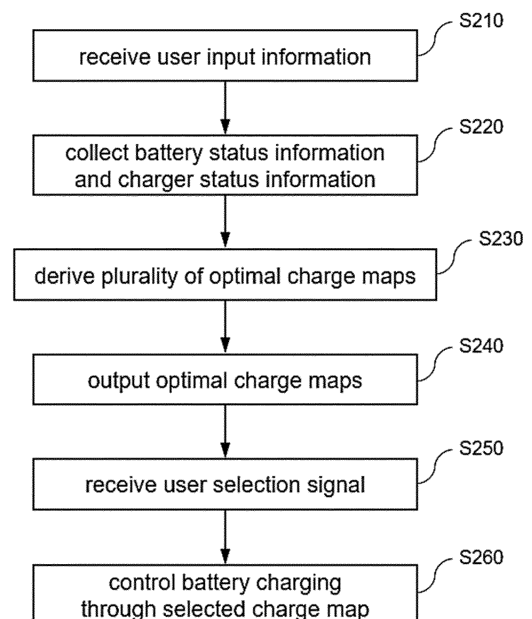 S210
receive user input information
S220
collect battery status information
and charger status information
S230
derive plurality of optimal charge maps
S240
output optimal charge maps
S250
receive user selection signal
S260
control battery charging
through selected charge map